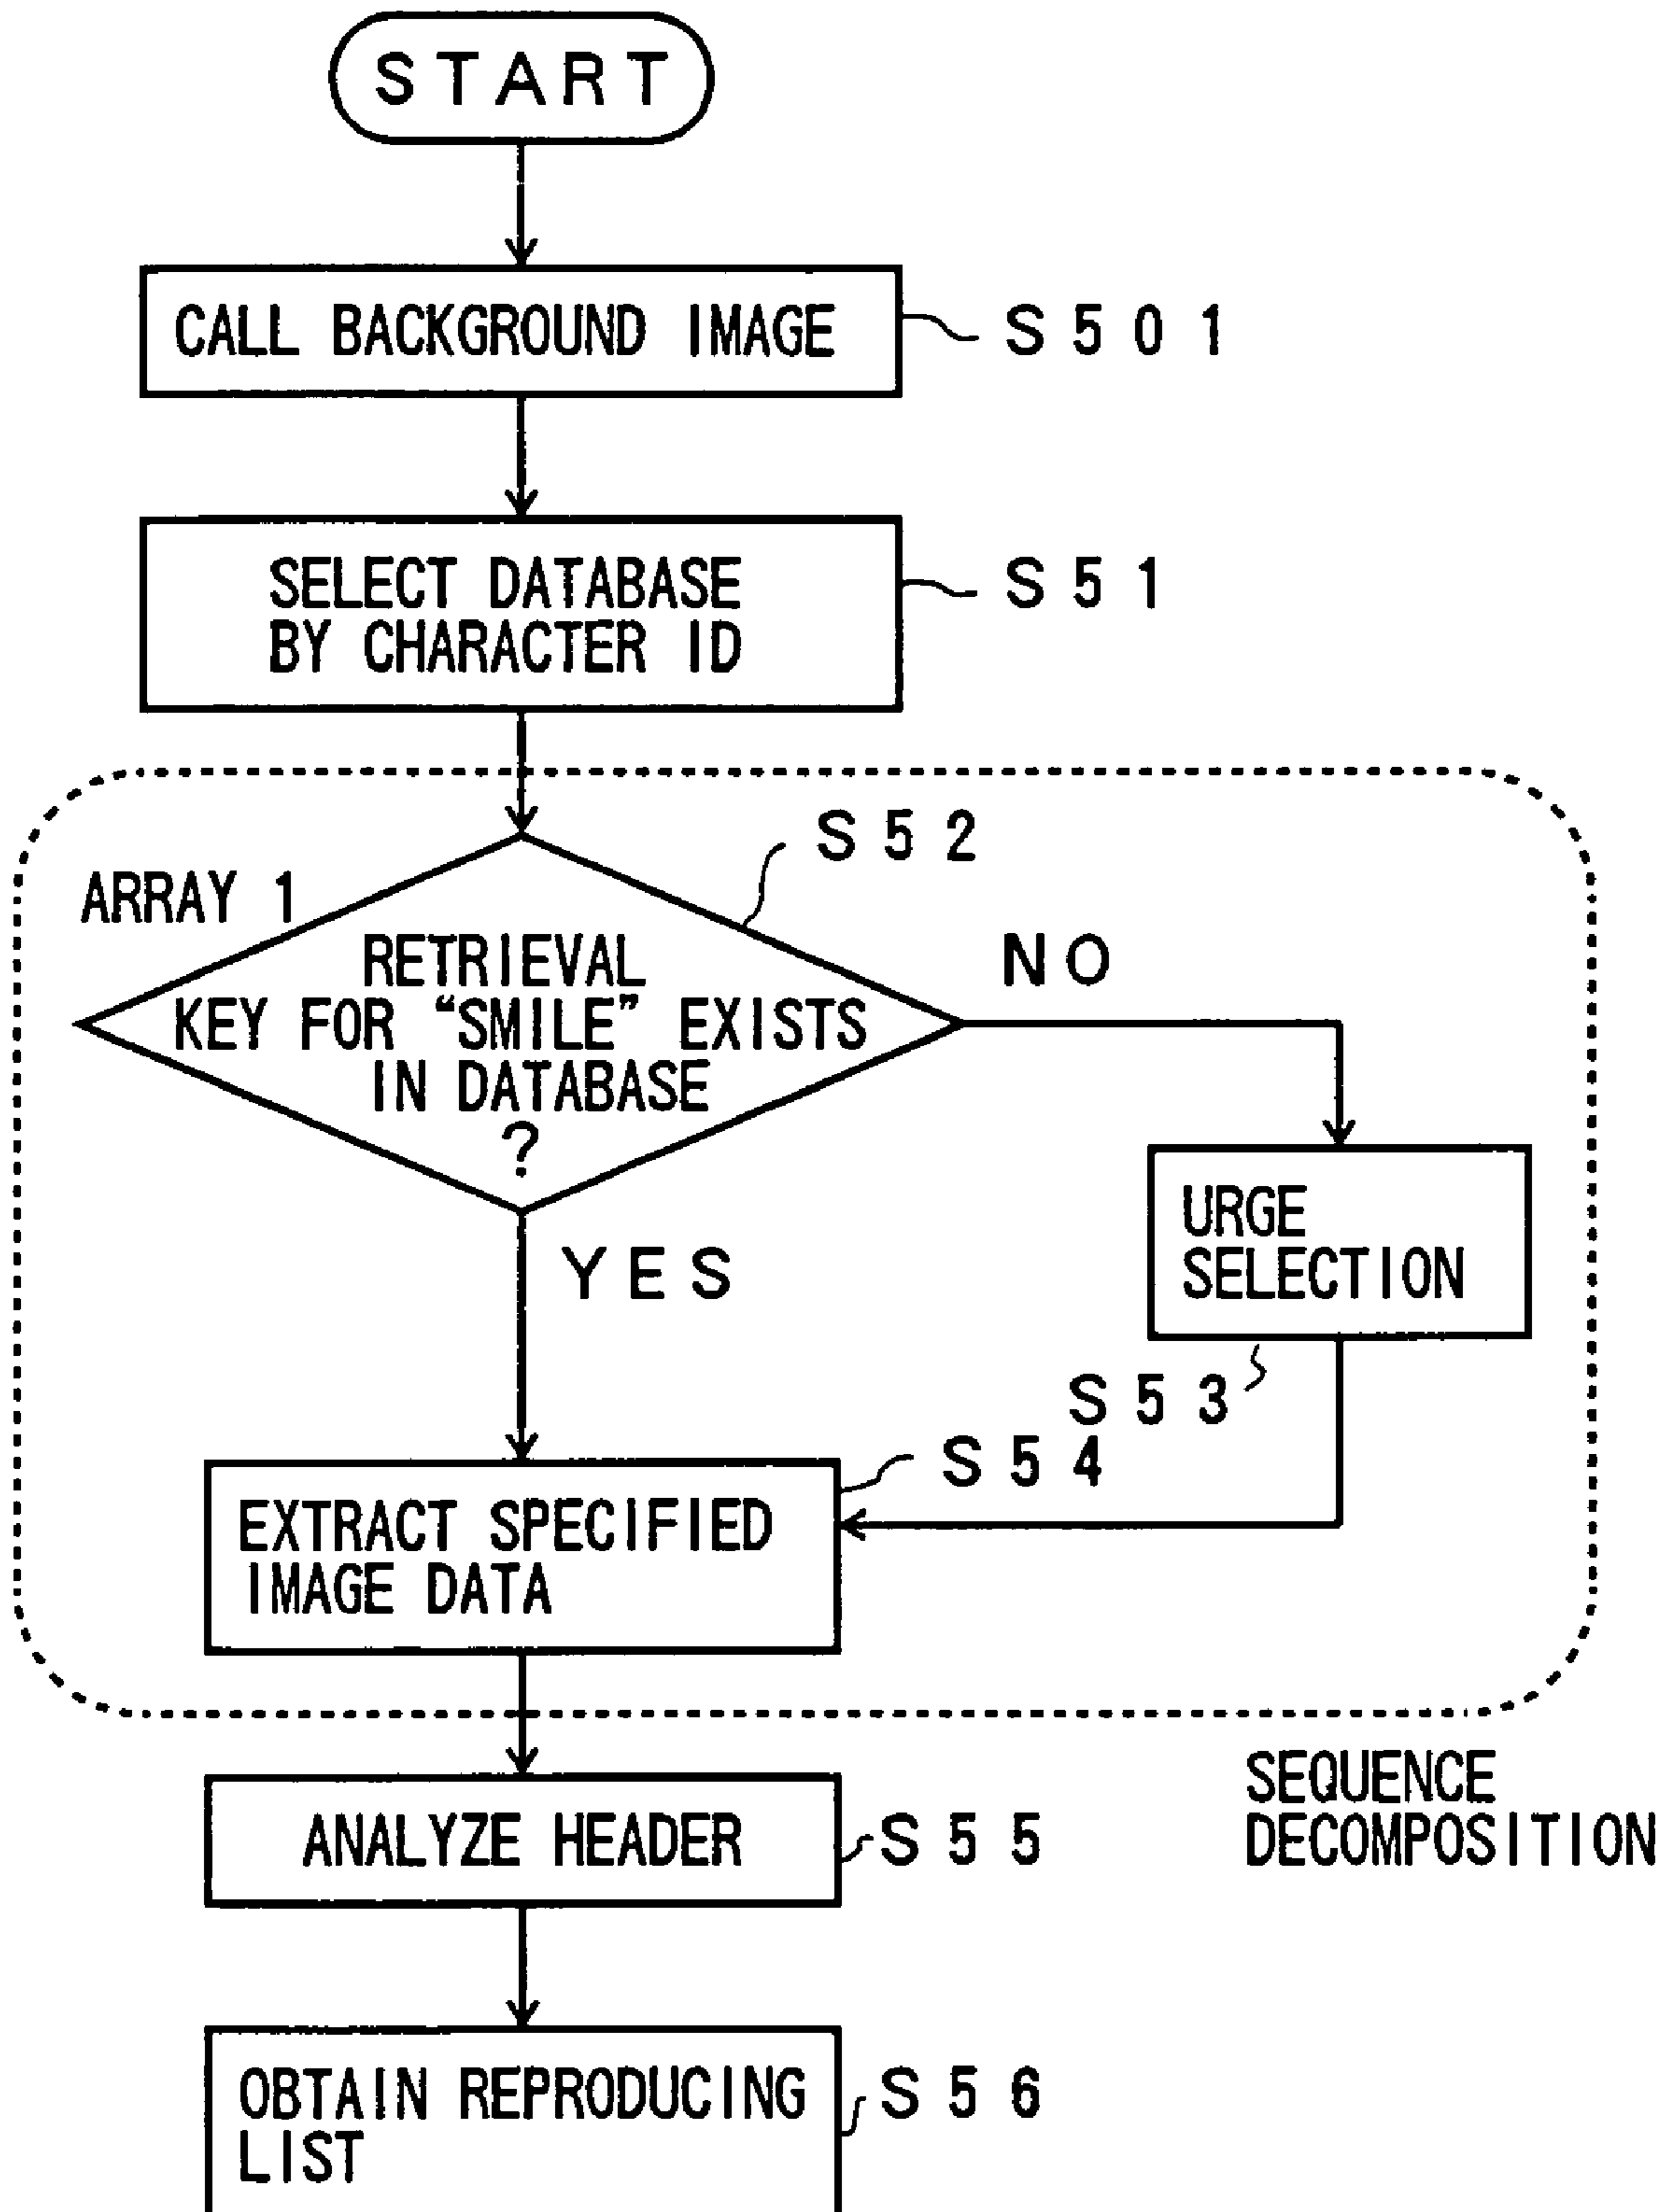 START
CALL BACKGROUND IMAGE
S501
SELECT DATABASE
BY CHARACTER ID
S51
S52
ARRAY 1
RETRIEVAL
KEY FOR “SMILE” EXISTS
IN DATABASE
?
NO
YES
URGE
SELECTION
S53
S54
EXTRACT SPECIFIED
IMAGE DATA
SEQUENCE
DECOMPOSITION
ANALYZE HEADER
S55
OBTAIN REPRODUCING
LIST
S56